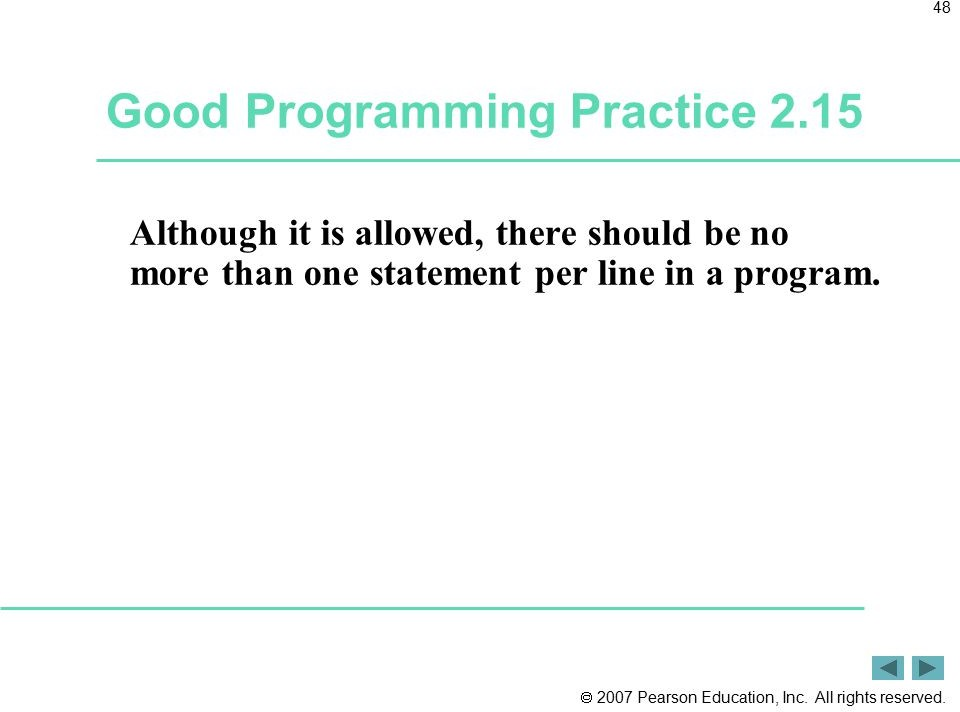 48
Good Programming Practice 2.15
Although it is allowed, there should be no
more than one statement per line in a program.
© 2007 Pearson Education, Inc. All rights reserved.